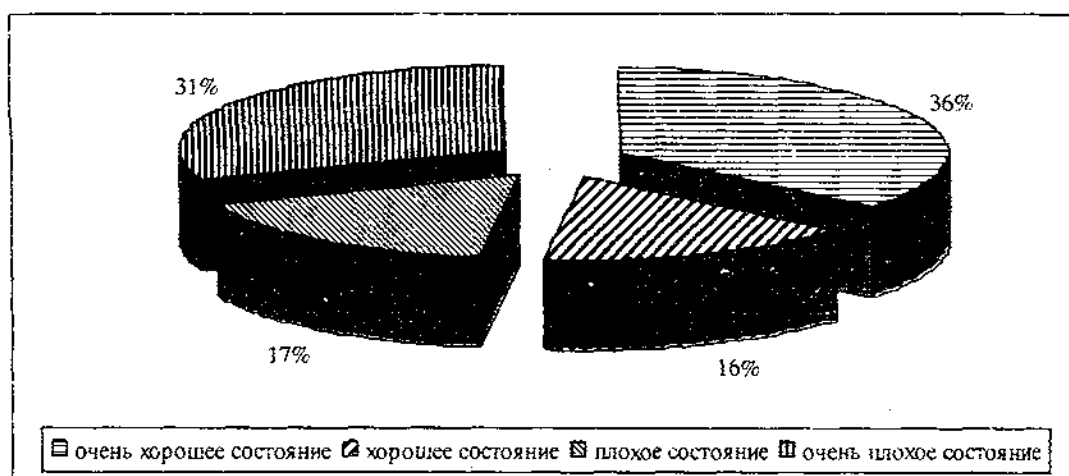 31%
36%
17%
16%
очень хорошее состояние хорошее состояние плохое состояние очень плохое состояние